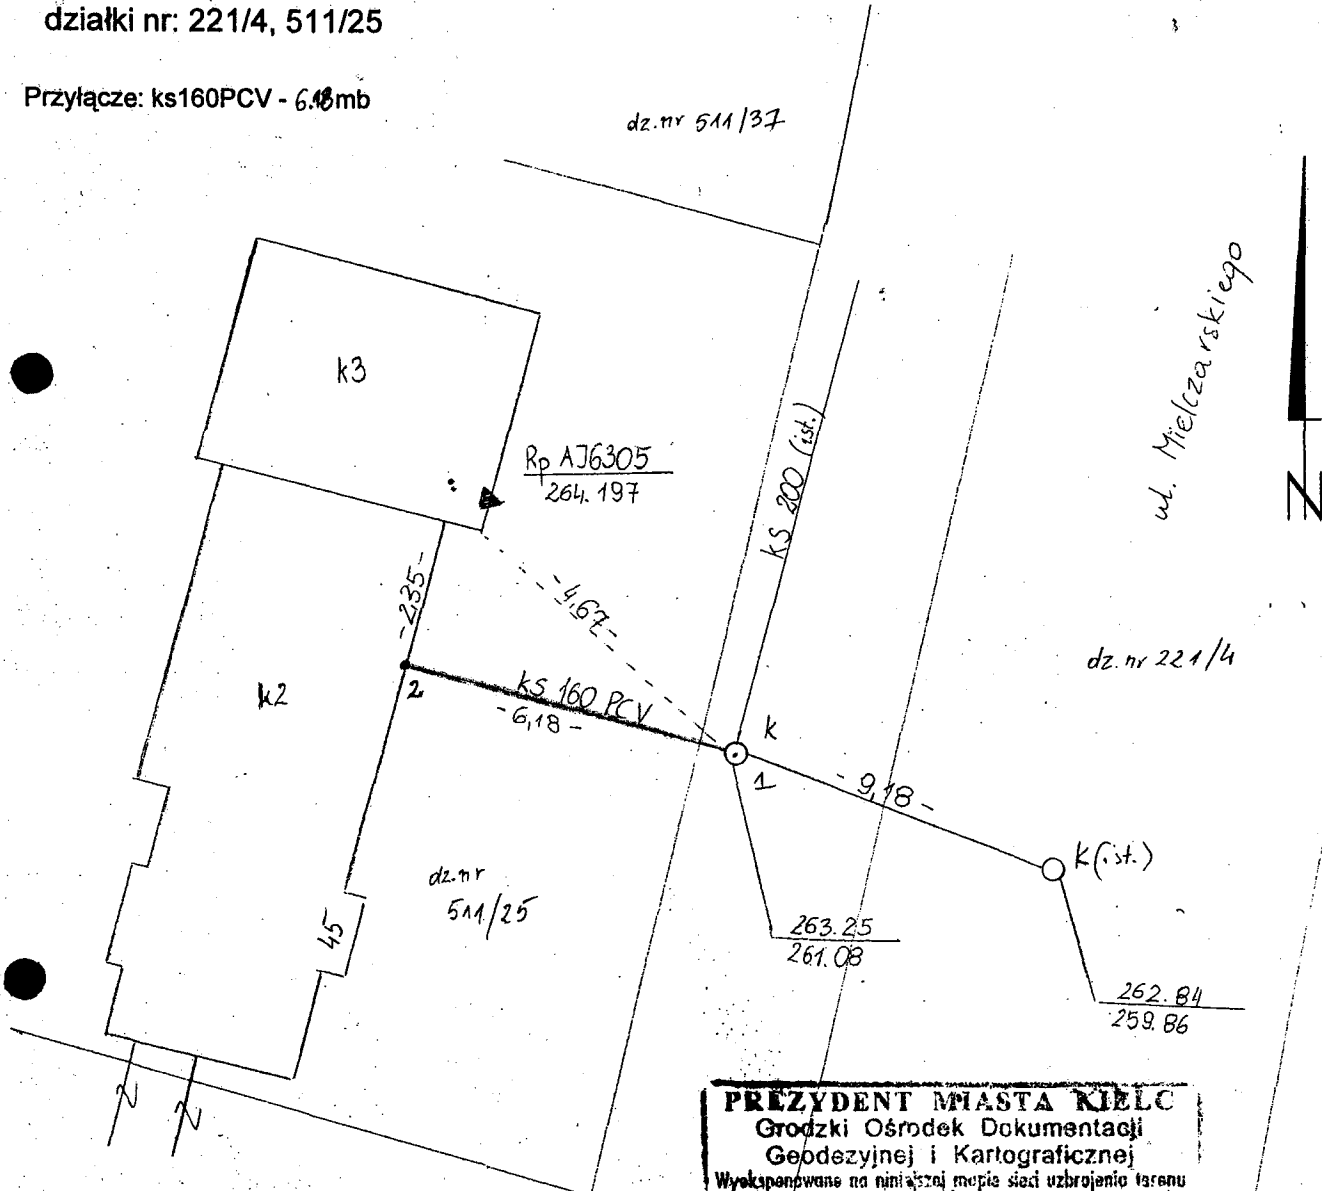 działki nr: 221/4, 511/25
Przyłącze: ks160PCV - 6.18mb
dz.nr 511/37
ul. Mielczarskiego
k3
Rp AJ6305
264.197
ks 200 (ist.)
N
-2,35-
-4,67-
dz.nr 221/4
k2
2
ks 160 PCV
-6,18-
k
1
-9,18-
k(ist.)
dz.nr
511/25
45
263.25
261.08
262.84
259.86
2
2
PREZYDENT MIASTA KIELC
Grodzki Ośrodek Dokumentacji
Geodezyjnej i Kartograficznej
Wyeksponowane na niniejszej mapie sieci uzbrojenia terenu